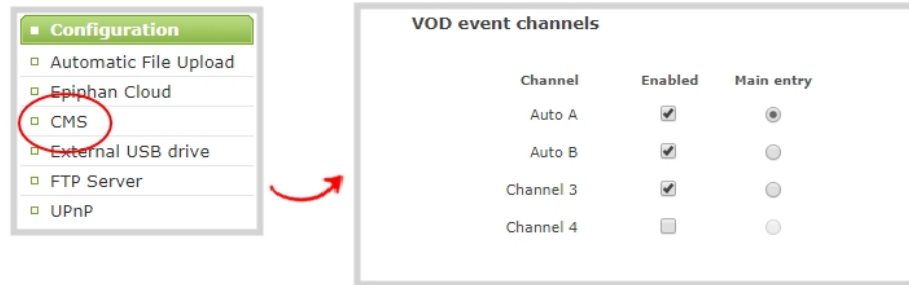 Configuration
Automatic File Upload
Epiphan Cloud
CMS
External USB drive
FTP Server
UPnP
VOD event channels
Channel Enabled Main entry
Auto A
Auto B
Channel 3
Channel 4